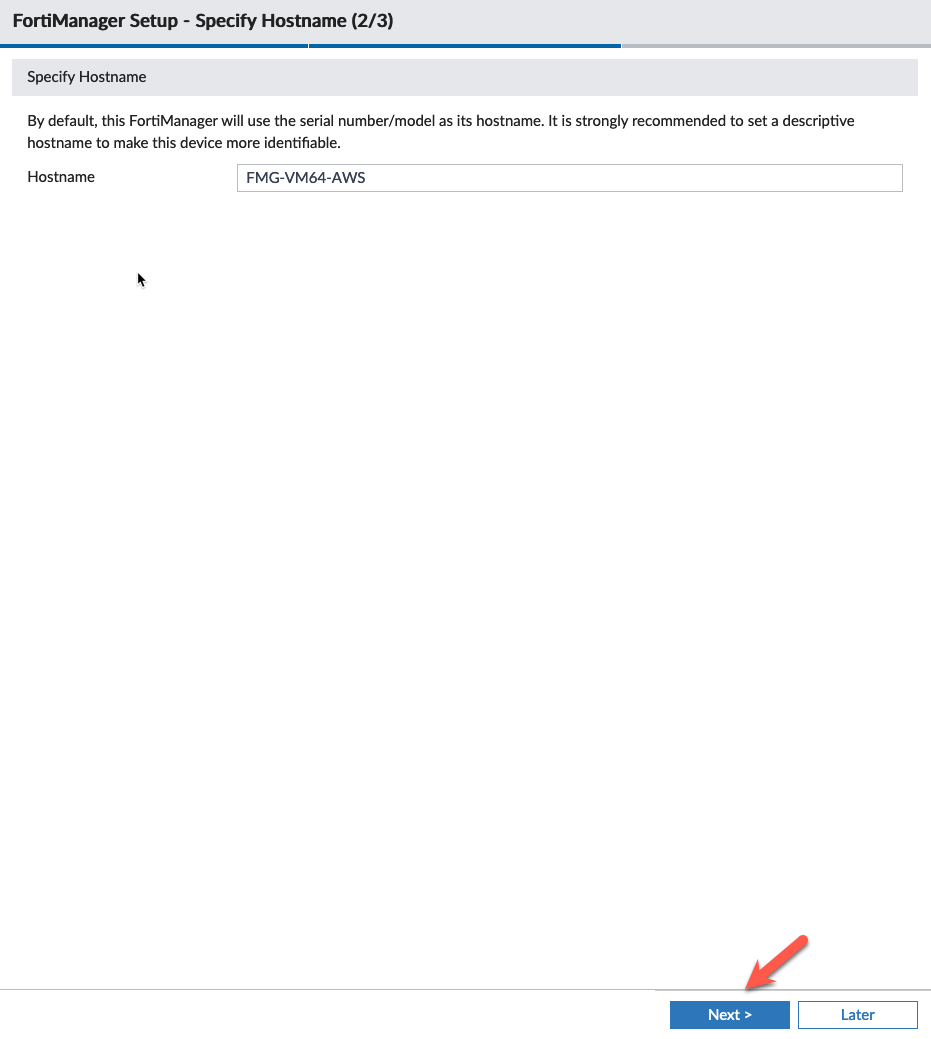 FortiManager Setup - Specify Hostname (2/3)
Specify Hostname
By default, this FortiManager will use the serial number/model as its hostname. It is strongly recommended to set a descriptive
hostname to make this device more identifiable.
Hostname
FMG-VM64-AWS
Next >
Later